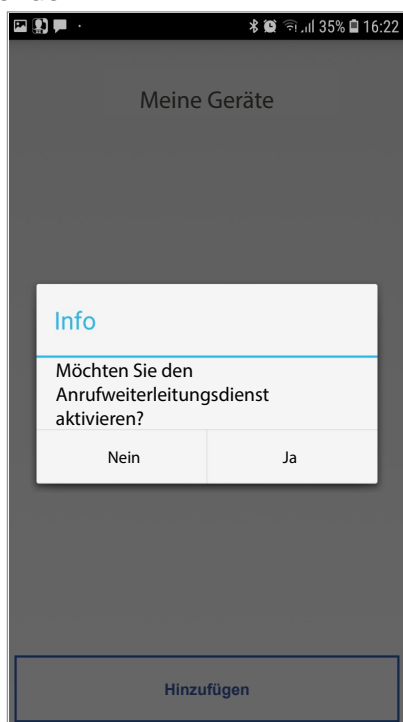 35% 16:22
Meine Geräte
Info
Möchten Sie den
Anrufweiterleitungsdienst
aktivieren?
Nein Ja
Hinzufügen